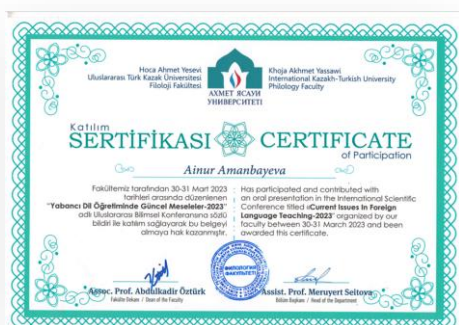 Hoca Ahmet Yesevi
Uluslararası Türk Kazak Üniversitesi
Filoloji Fakültesi
АХМЕТ ЯСАУИ
УНИВЕРСИТЕТІ
Khoja Akhmet Yassawi
International Kazakh-Turkish University
Philology Faculty
Katılım
SERTİFİKASI
CERTIFICATE
of Participation
Ainur Amanbayeva
Fakültemiz tarafından 30-31 Mart 2023
tarihleri arasında düzenlenen
"Yabancı Dil Öğretiminde Güncel Meseleler-2023"
adlı Uluslararası Bilimsel Konferansına sözlü
bildiri ile katılım sağlayarak bu belgeyi
almaya hak kazanmıştır.
Has participated and contributed with
an oral presentation in the International Scientific
Conference titled «Current Issues In Foreign
Language Teaching-2023" organized by our
faculty between 30-31 March 2023 and been
awarded this certificate.
Assoc. Prof. Abdulkadir Öztürk
Fakülte Dekanı / Dean of the Faculty
ФИЛОЛОГИЯ
ФАКУЛЬТЕТІ
Assist. Prof. Meruyert Seitova
Bölüm Başkanı / Head of the Department